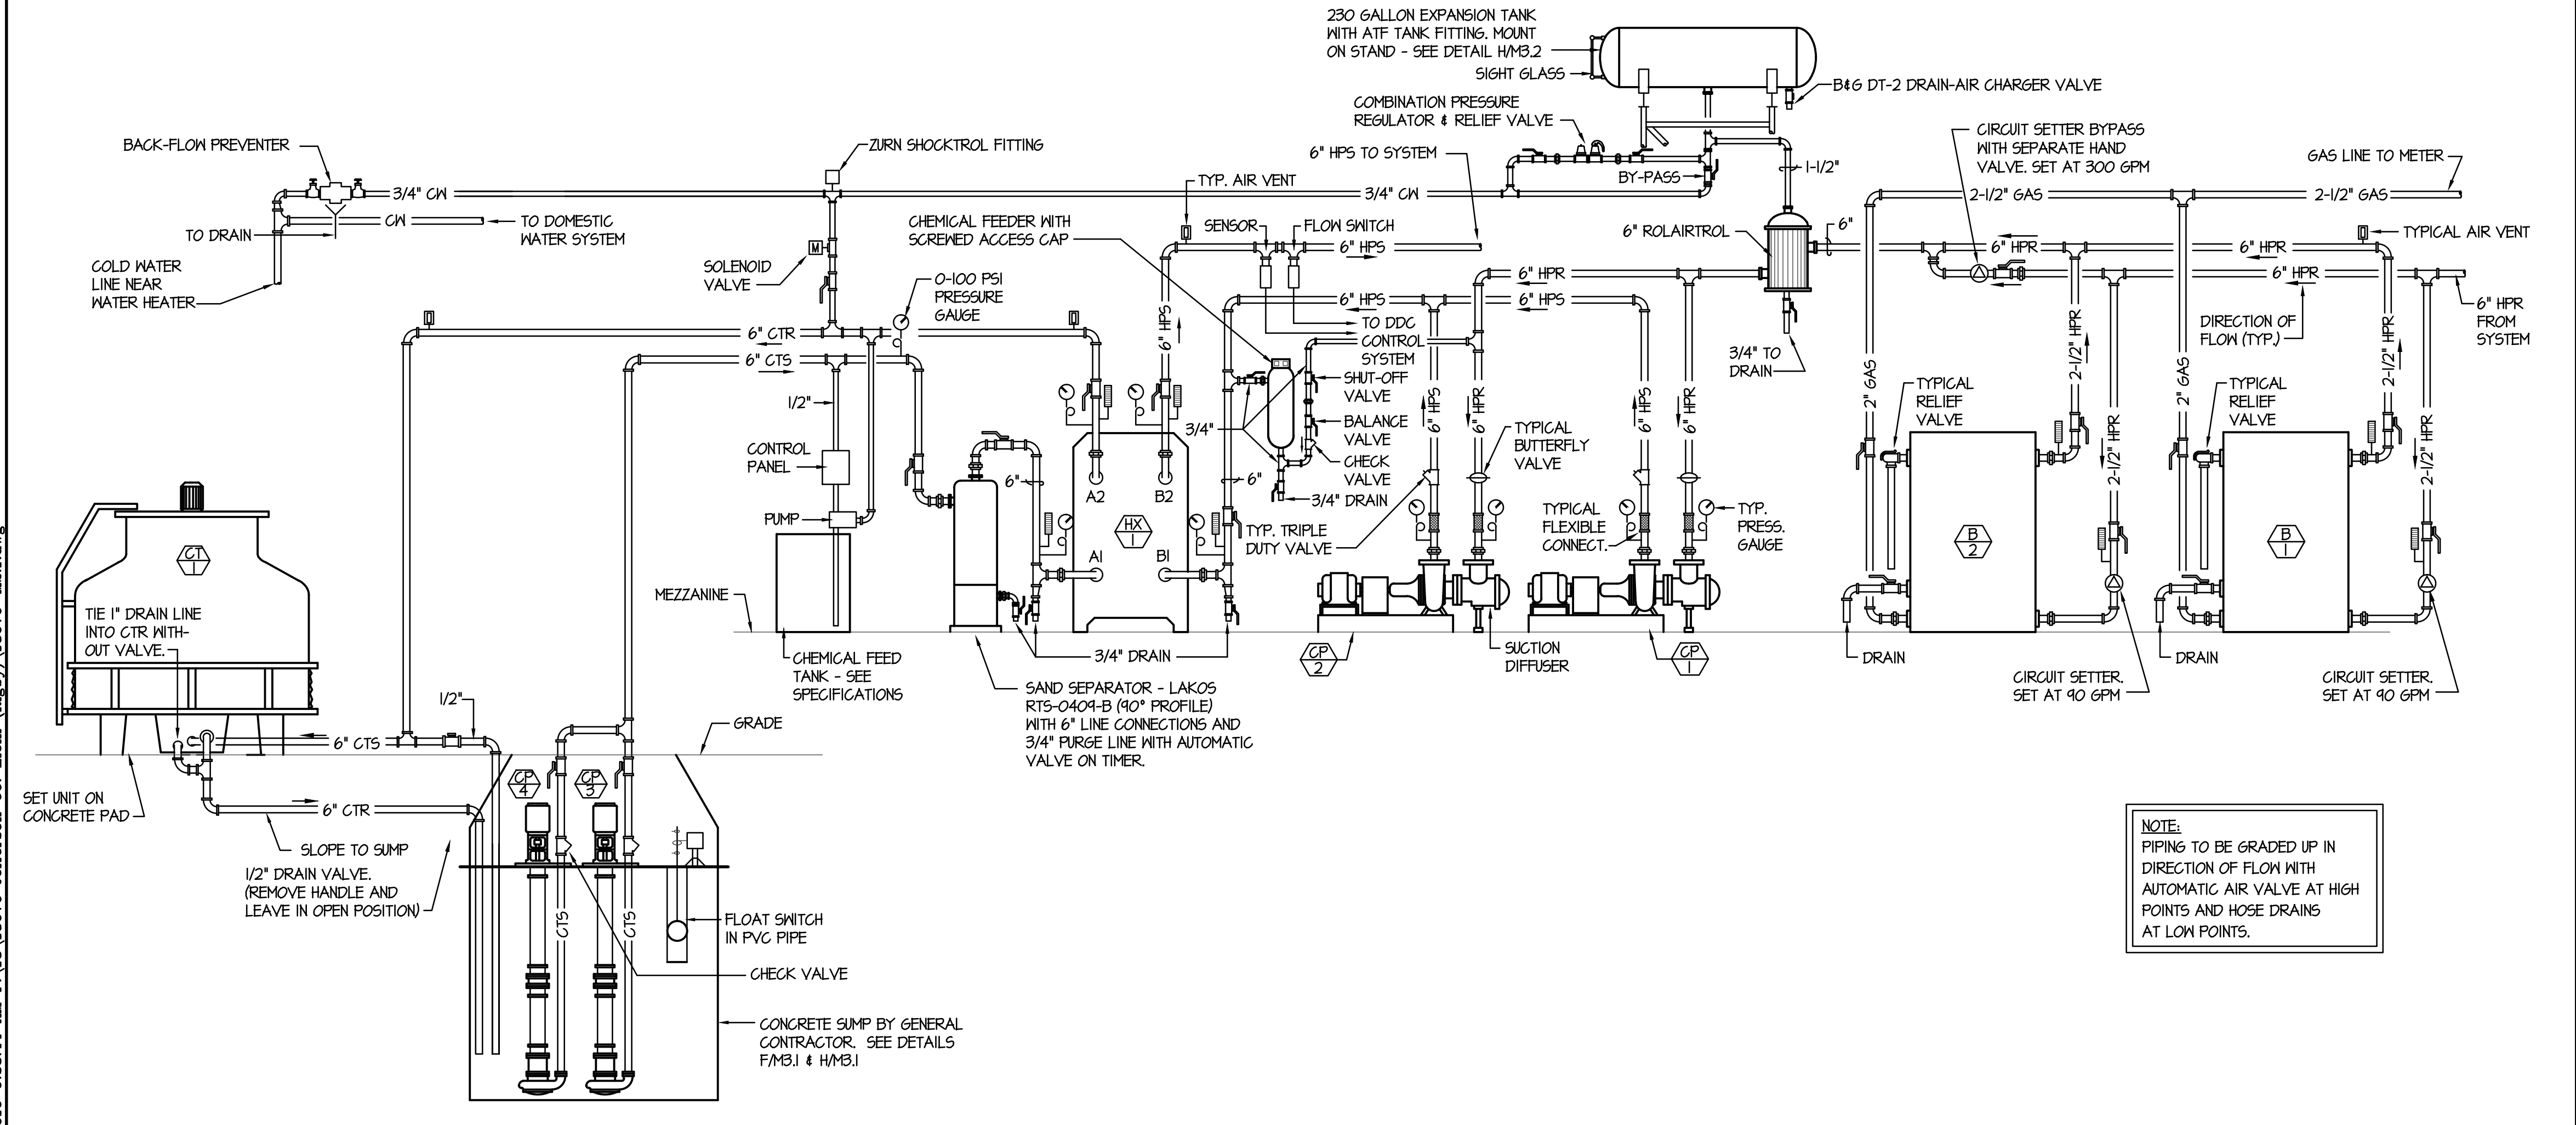 230 GALLON EXPANSION TANK
WITH ATF TANK FITTING. MOUNT
ON STAND - SEE DETAIL H/M3.2
SIGHT GLASS
B&G DT-2 DRAIN-AIR CHARGER VALVE
COMBINATION PRESSURE
REGULATOR & RELIEF VALVE
CIRCUIT SETTER BYPASS
WITH SEPARATE HAND
VALVE. SET AT 300 GPM
GAS LINE TO METER
BACK-FLOW PREVENTER
ZURN SHOCKTROL FITTING
6" HPS TO SYSTEM
1-1/2"
BY-PASS
TYP. AIR VENT
3/4" CW
3/4" CW
2-1/2" GAS
2-1/2" GAS
CW
TO DOMESTIC
WATER SYSTEM
TO DRAIN
CHEMICAL FEEDER WITH
SCREWED ACCESS CAP
SENSOR
FLOW SWITCH
6" ROLAIRTROL
6"
TYPICAL AIR VENT
6" HPS
6" HPR
6" HPR
COLD WATER
LINE NEAR
WATER HEATER
SOLENOID
VALVE
M
0-100 PSI
PRESSURE
GAUGE
6" HPR
6" HPR
6" HPS
6" HPS
6" HPS
6" HPR
FROM
SYSTEM
DIRECTION OF
FLOW (TYP.)
TO DDC
CONTROL
SYSTEM
6" CTR
6" CTS
3/4" TO
DRAIN
2-1/2" HPR
2-1/2" HPR
2" GAS
2" GAS
SHUT-OFF
VALVE
BALANCE
VALVE
CHECK
VALVE
3/4"
6" HPS
6" HPR
6" HPS
6" HPR
TYPICAL
RELIEF
VALVE
TYPICAL
RELIEF
VALVE
1/2"
CONTROL
PANEL
TYPICAL
BUTTERFLY
VALVE
2-1/2" HPR
2-1/2" HPR
6"
A2
B2
6"
3/4" DRAIN
PUMP
HX
1
TYP. TRIPLE
DUTY VALVE
TYPICAL
FLEXIBLE
CONNECT.
TYP.
PRESS.
GAUGE
A1
B1
CT
1
B
2
B
1
MEZZANINE
TIE 1" DRAIN LINE
INTO CTR WITH-
OUT VALVE.
CHEMICAL FEED
TANK - SEE
SPECIFICATIONS
3/4" DRAIN
CP
2
SUCTION
DIFFUSER
CP
1
DRAIN
DRAIN
CIRCUIT SETTER.
SET AT 90 GPM
CIRCUIT SETTER.
SET AT 90 GPM
SAND SEPARATOR - LAKOS
RTS-0409-B (90° PROFILE)
WITH 6" LINE CONNECTIONS AND
3/4" PURGE LINE WITH AUTOMATIC
VALVE ON TIMER.
1/2"
GRADE
6" CTS
CP
4
CP
3
SET UNIT ON
CONCRETE PAD
6" CTR
SLOPE TO SUMP
1/2" DRAIN VALVE.
(REMOVE HANDLE AND
LEAVE IN OPEN POSITION)
CTS
CTS
FLOAT SWITCH
IN PVC PIPE
CHECK VALVE
CONCRETE SUMP BY GENERAL
CONTRACTOR. SEE DETAILS
F/M3.1 & H/M3.1
NOTE:
PIPING TO BE GRADED UP IN
DIRECTION OF FLOW WITH
AUTOMATIC AIR VALVE AT HIGH
POINTS AND HOSE DRAINS
AT LOW POINTS.